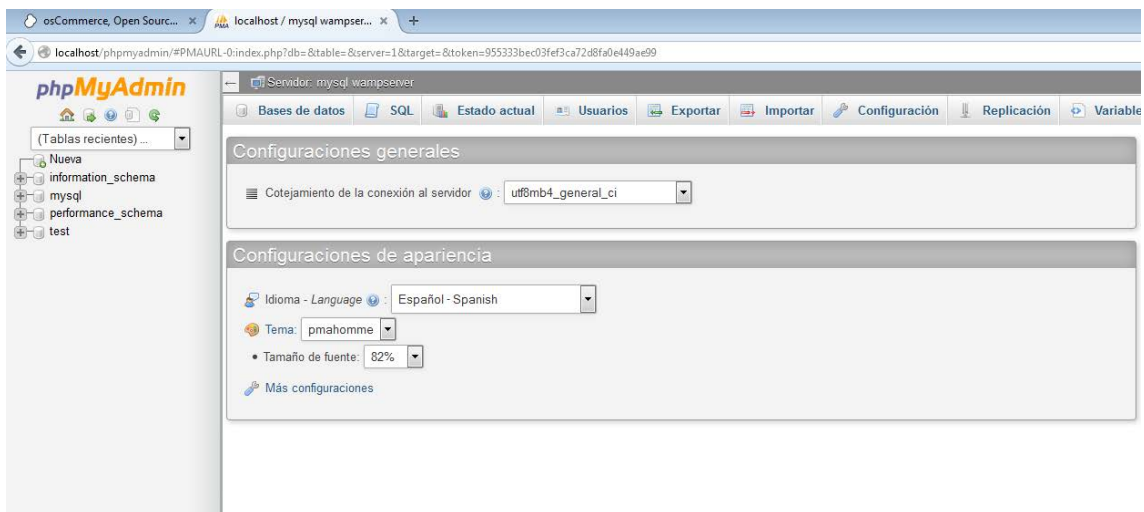 osCommerce, Open Sourc... × localhost / mysql wampser... × +
localhost/phpmyadmin/#PMAURL-0:index.php?db=&table=&server=1&target=&token=955333bec03fef3ca72d8fa0e449ae99
phpMyAdmin
(Tablas recientes) ...
Nueva
information_schema
mysql
performance_schema
test
← Servidor: mysql wampserver
Bases de datos SQL Estado actual Usuarios Exportar Importar Configuración Replicación Variable
Configuraciones generales
Cotejamiento de la conexión al servidor : utf8mb4_general_ci
Configuraciones de apariencia
Idioma - Language : Español - Spanish
Tema: pmahomme
• Tamaño de fuente: 82%
Más configuraciones